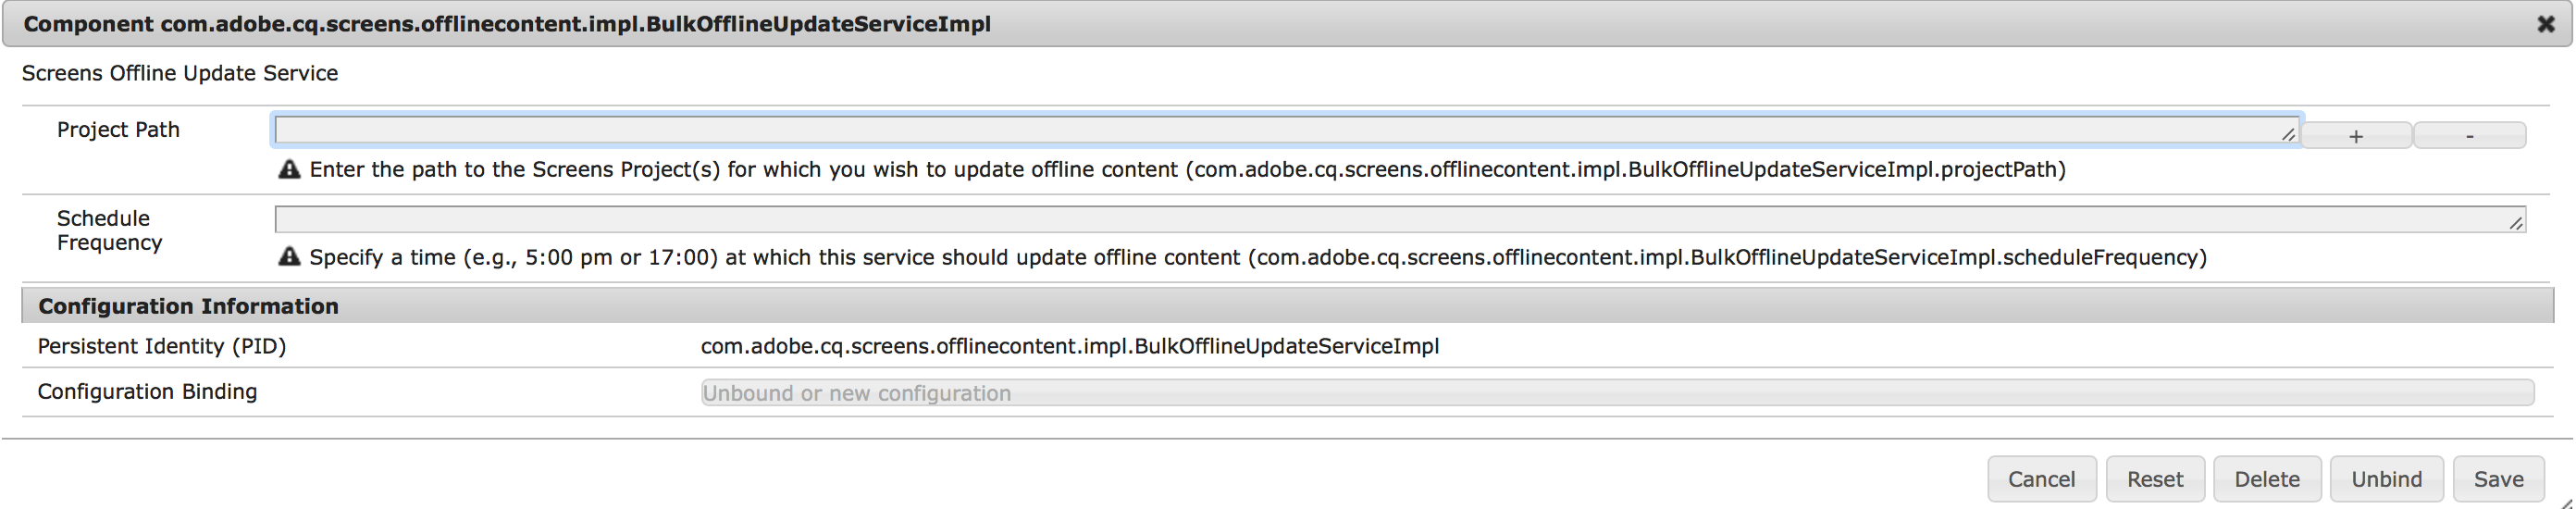 Component com.adobe.cq.screens.offlinecontent.impl.BulkOfflineUpdateServiceImpl
Screens Offline Update Service
Project Path
+ -
Enter the path to the Screens Project(s) for which you wish to update offline content (com.adobe.cq.screens.offlinecontent.impl.BulkOfflineUpdateServiceImpl.projectPath)
Schedule
Frequency
Specify a time (e.g., 5:00 pm or 17:00) at which this service should update offline content (com.adobe.cq.screens.offlinecontent.impl.BulkOfflineUpdateServiceImpl.scheduleFrequency)
Configuration Information
Persistent Identity (PID) com.adobe.cq.screens.offlinecontent.impl.BulkOfflineUpdateServiceImpl
Configuration Binding Unbound or new configuration
Cancel Reset Delete Unbind Save